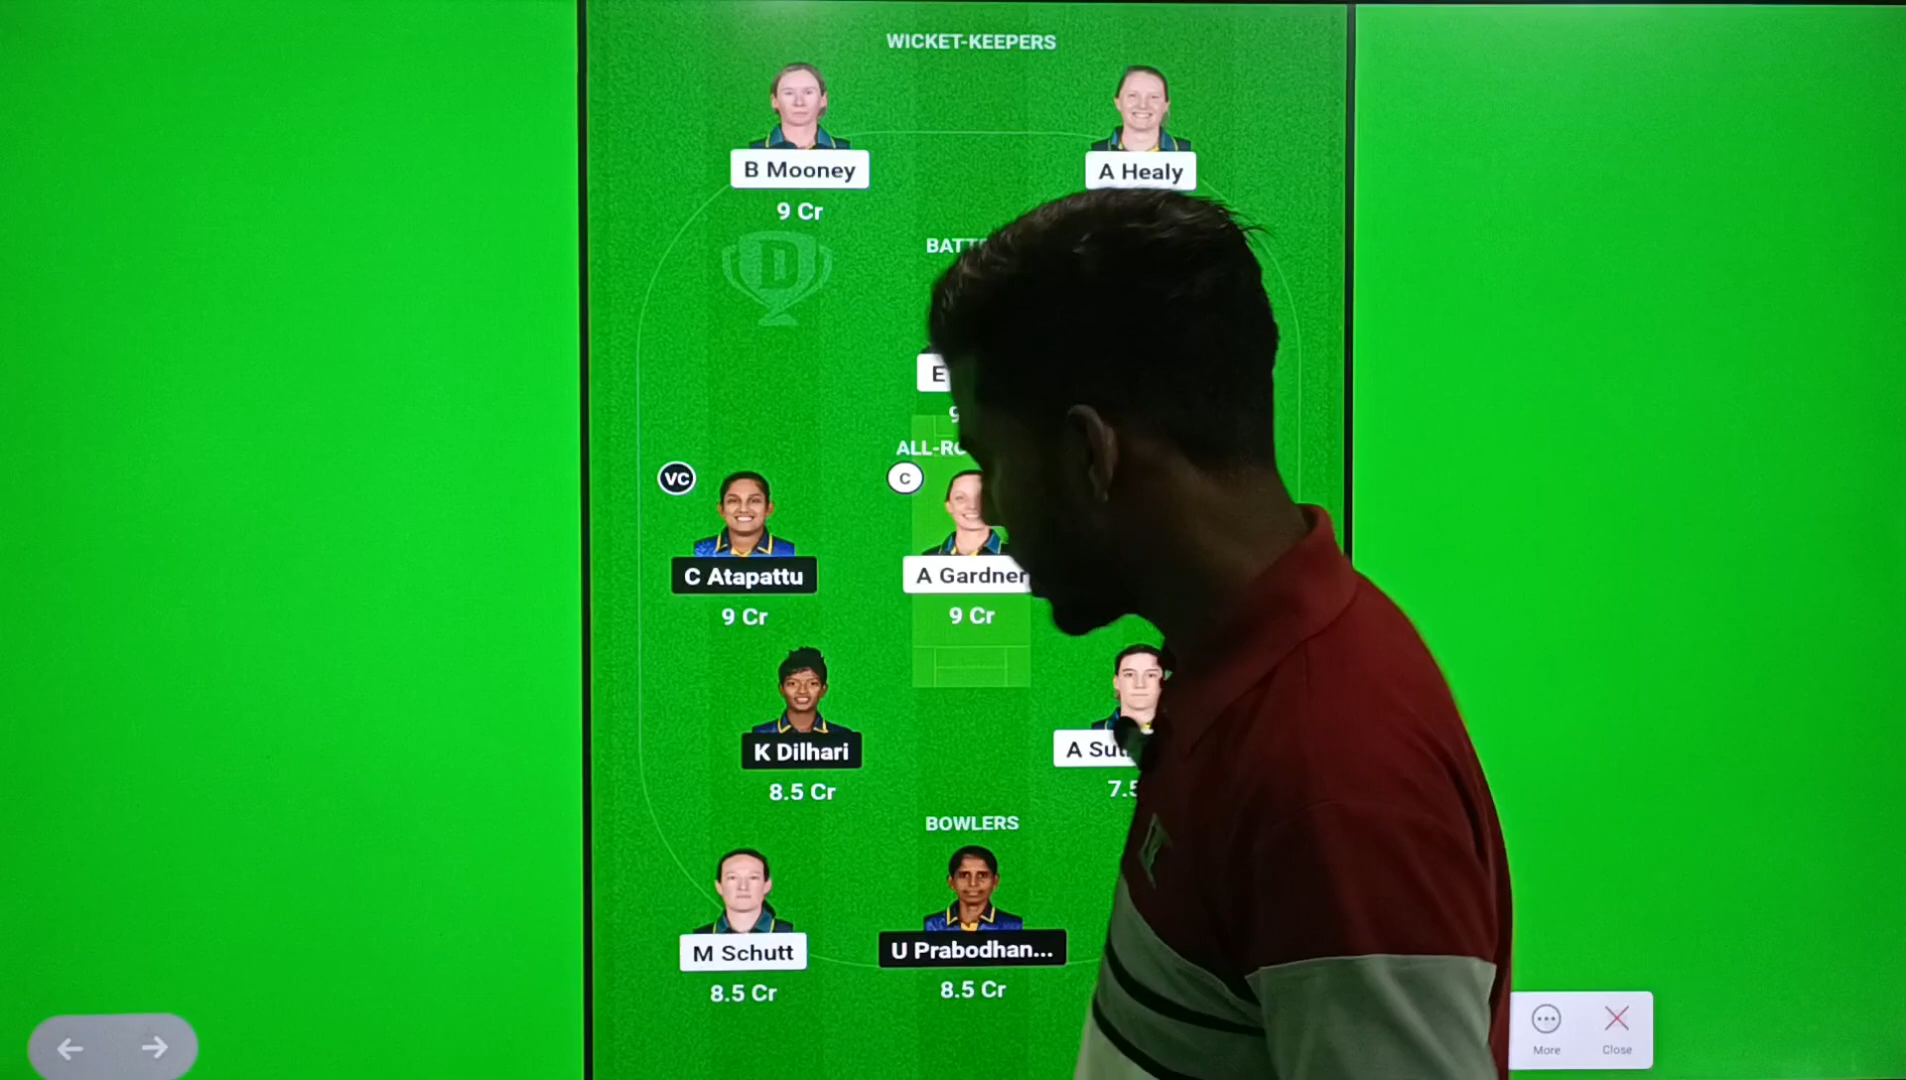 WICKET-KEEPERS
B Mooney
A Healy
9 Cr
D
E
9
VC
C
C Atapattu
A Gardner
9 Cr
9 Cr
K Dilhari
8.5 Cr
BOWLERS
M Schutt
U Prabodhan...
8.5 Cr
8.5 Cr
More
Close